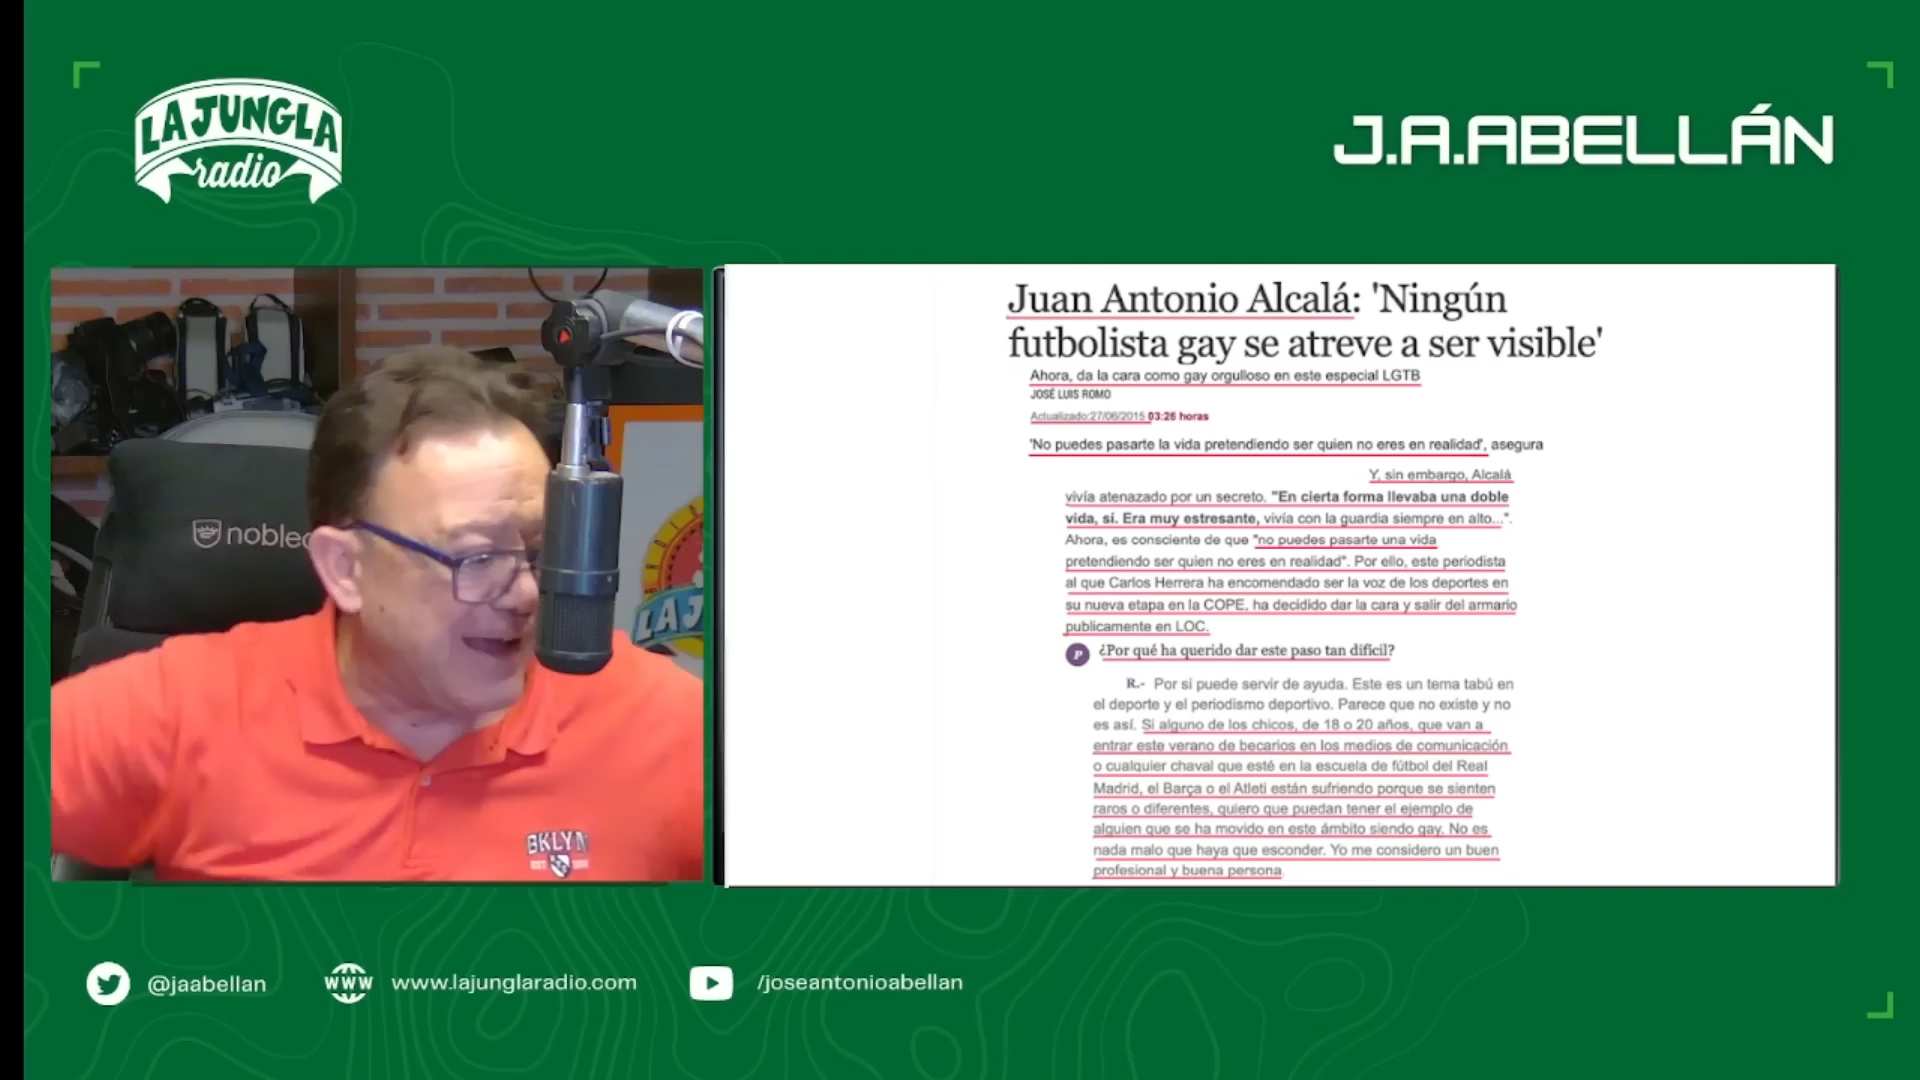 LA JUNGLA
radio
J.A.ABELLÁN
noble
LA J
BKLYN
Juan Antonio Alcalá: 'Ningún
futbolista gay se atreve a ser visible'
Ahora, da la cara como gay orgulloso en este especial LGTB
JOSÉ LUIS ROMO
Actualizado:27/06/2015 03:26 horas
'No puedes pasarte la vida pretendiendo ser quien no eres en realidad', asegura
Y, sin embargo, Alcalá
vivía atenazado por un secreto. "En cierta forma llevaba una doble
vida, sí. Era muy estresante, vivía con la guardia siempre en alto...".
Ahora, es consciente de que "no puedes pasarte una vida
pretendiendo ser quien no eres en realidad". Por ello, este periodista
al que Carlos Herrera ha encomendado ser la voz de los deportes en
su nueva etapa en la COPE, ha decidido dar la cara y salir del armario
publicamente en LOC.
P ¿Por qué ha querido dar este paso tan difícil?
R.- Por si puede servir de ayuda. Este es un tema tabú en
el deporte y el periodismo deportivo. Parece que no existe y no
es así. Si alguno de los chicos, de 18 o 20 años, que van a
entrar este verano de becarios en los medios de comunicación
o cualquier chaval que esté en la escuela de fútbol del Real
Madrid, el Barça o el Atleti están sufriendo porque se sienten
raros o diferentes, quiero que puedan tener el ejemplo de
alguien que se ha movido en este ámbito siendo gay. No es
nada malo que haya que esconder. Yo me considero un buen
profesional y buena persona.
@jaabellan
WWW www.lajunglaradio.com
/joseantonioabellan